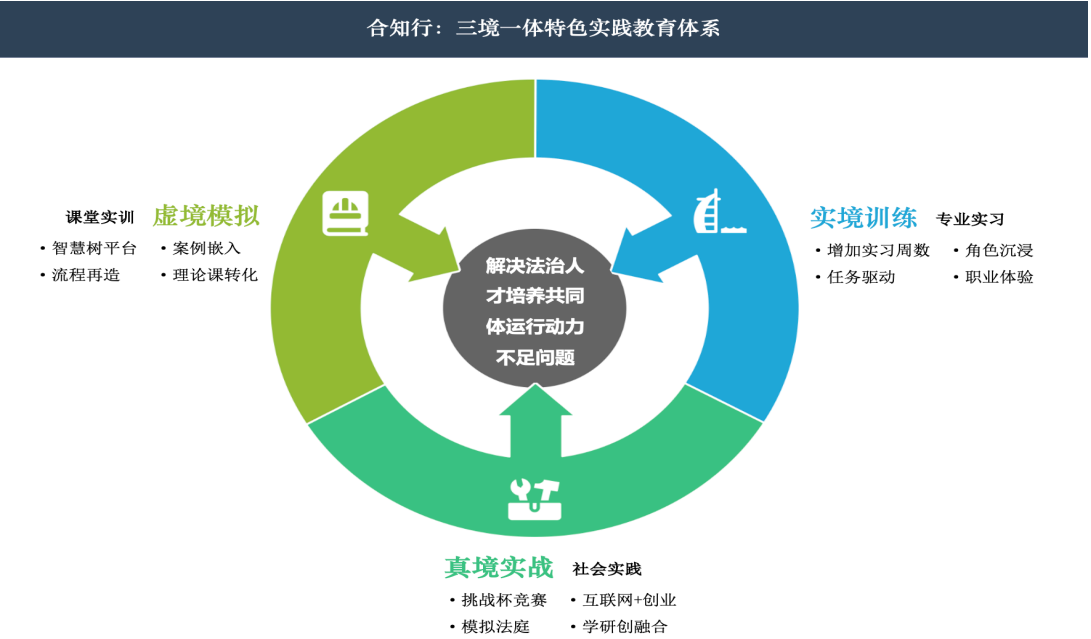 合知行：三境一体特色实践教育体系
课堂实训 虚境模拟
• 智慧树平台 • 案例嵌入
• 流程再造 • 理论课转化
实境训练 专业实习
• 增加实习周数 • 角色沉浸
• 任务驱动 • 职业体验
解决法治人
才培养共同
体运行动力
不足问题
真境实战 社会实践
• 挑战杯竞赛 • 互联网+创业
• 模拟法庭 • 学研创融合